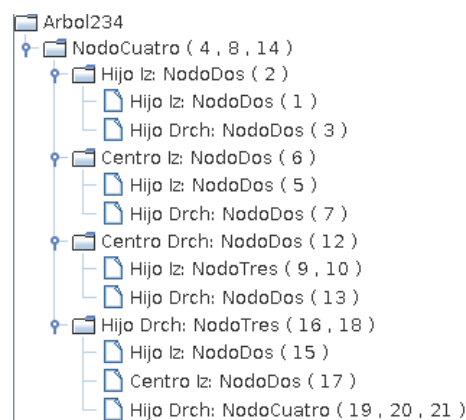 Arbol234
NodoCuatro ( 4 , 8 , 14 )
Hijo Iz: NodoDos ( 2 )
Hijo Iz: NodoDos ( 1 )
Hijo Drch: NodoDos ( 3 )
Centro Iz: NodoDos ( 6 )
Hijo Iz: NodoDos ( 5 )
Hijo Drch: NodoDos ( 7 )
Centro Drch: NodoDos ( 12 )
Hijo Iz: NodoTres ( 9 , 10 )
Hijo Drch: NodoDos ( 13 )
Hijo Drch: NodoTres ( 16 , 18 )
Hijo Iz: NodoDos ( 15 )
Centro Iz: NodoDos ( 17 )
Hijo Drch: NodoCuatro ( 19 , 20 , 21 )